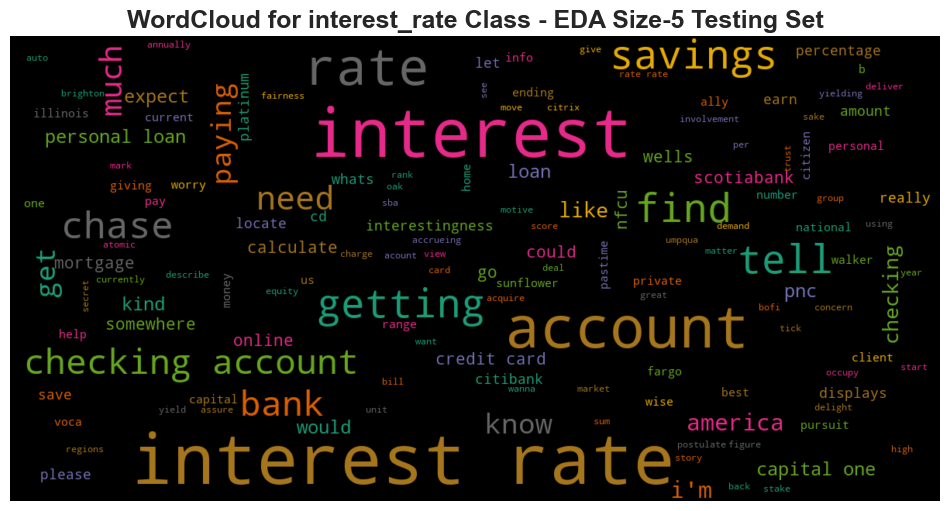 WordCloud for interest_rate Class - EDA Size-5 Testing Set
auto annually much rate let info give savings percentage
rate rate b
brighton expect paying platinum fairness see ending move citrix ally earn yielding deliver
illinois current interest involvement amount
personal loan sake
mark giving worry whats rank loan wells per trust citizen personal
one pay need oak home scotiabank number group really
chase locate cd sba interestingness motive like nfcu find demand national using
atomic calculate accruing score could umpqua tell matter walker
get mortgage charge acount view go deal pastime
currently describe us card sunflower private checking year
secret money equity acquire great pnc
kind getting bofi concern
somewhere range account tick
help online want client
checking account credit card fargo occupy start
save bill citibank wanna market wise best displays
capital bank delight
voca yield assure unit sum
would know america pursuit
regions interest rate postulate figure high
please story capital one
i'm back stake